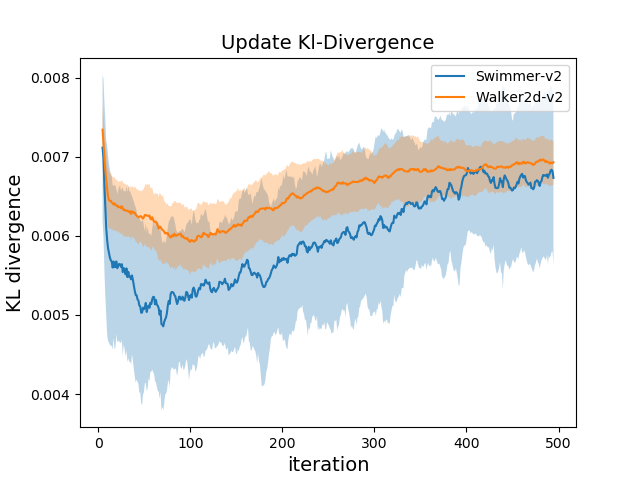 Update Kl-Divergence
Swimmer-v2
Walker2d-v2
KL divergence
0.008
0.007
0.006
0.005
0.004
0
100
200
300
400
500
iteration